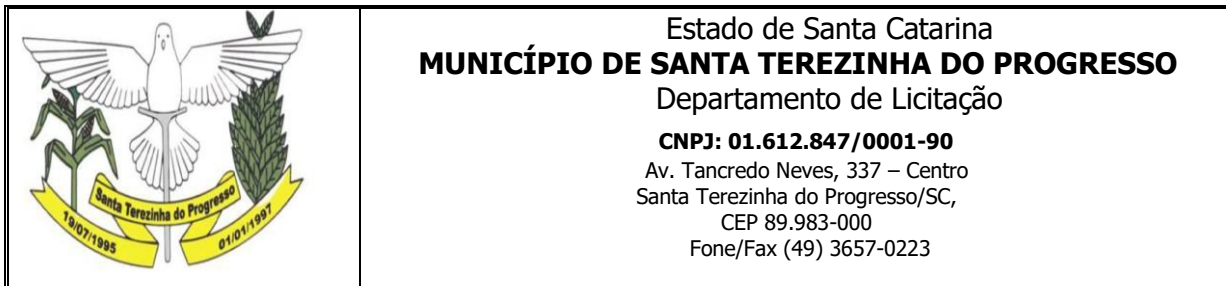 Santa Terezinha do Progresso
19/07/1995
01/01/1997
Estado de Santa Catarina
MUNICÍPIO DE SANTA TEREZINHA DO PROGRESSO
Departamento de Licitação
CNPJ: 01.612.847/0001-90
Av. Tancredo Neves, 337 – Centro
Santa Terezinha do Progresso/SC,
CEP 89.983-000
Fone/Fax (49) 3657-0223